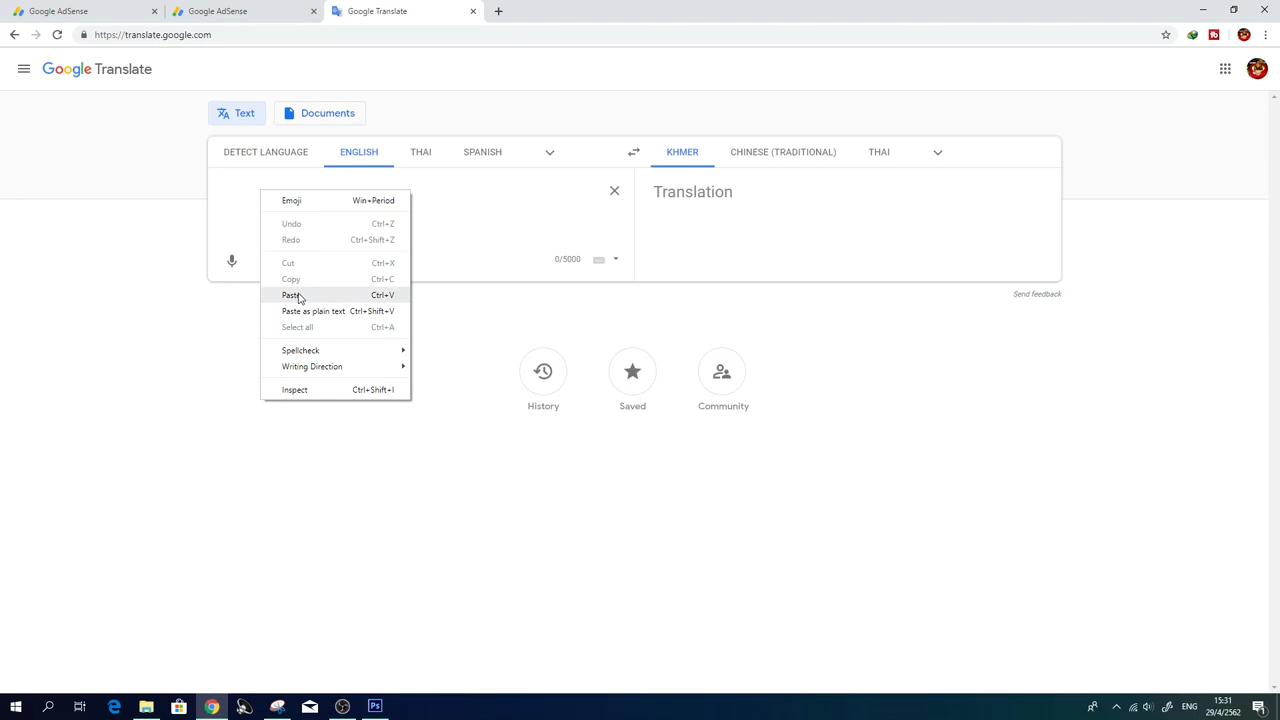 Google AdSense
Google AdSense
Google Translate
https://translate.google.com
Google Translate
Text
Documents
DETECT LANGUAGE
ENGLISH
THAI
SPANISH
KHMER
CHINESE (TRADITIONAL)
THAI
Translation
Emoji Win+Period
Undo Ctrl+Z
Redo Ctrl+Shift+Z
Cut Ctrl+X
Copy Ctrl+C
Paste Ctrl+V
Paste as plain text Ctrl+Shift+V
Select all Ctrl+A
Spellcheck
Writing Direction
Inspect Ctrl+Shift+I
0/5000
Send feedback
History
Saved
Community
ENG
15:31
29/4/2562